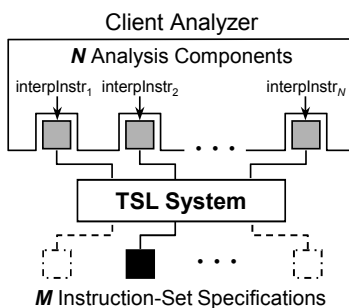 Client Analyzer
N Analysis Components
interpInstr1 interpInstr2 interpInstrN
. . .
TSL System
. . .
M Instruction-Set Specifications